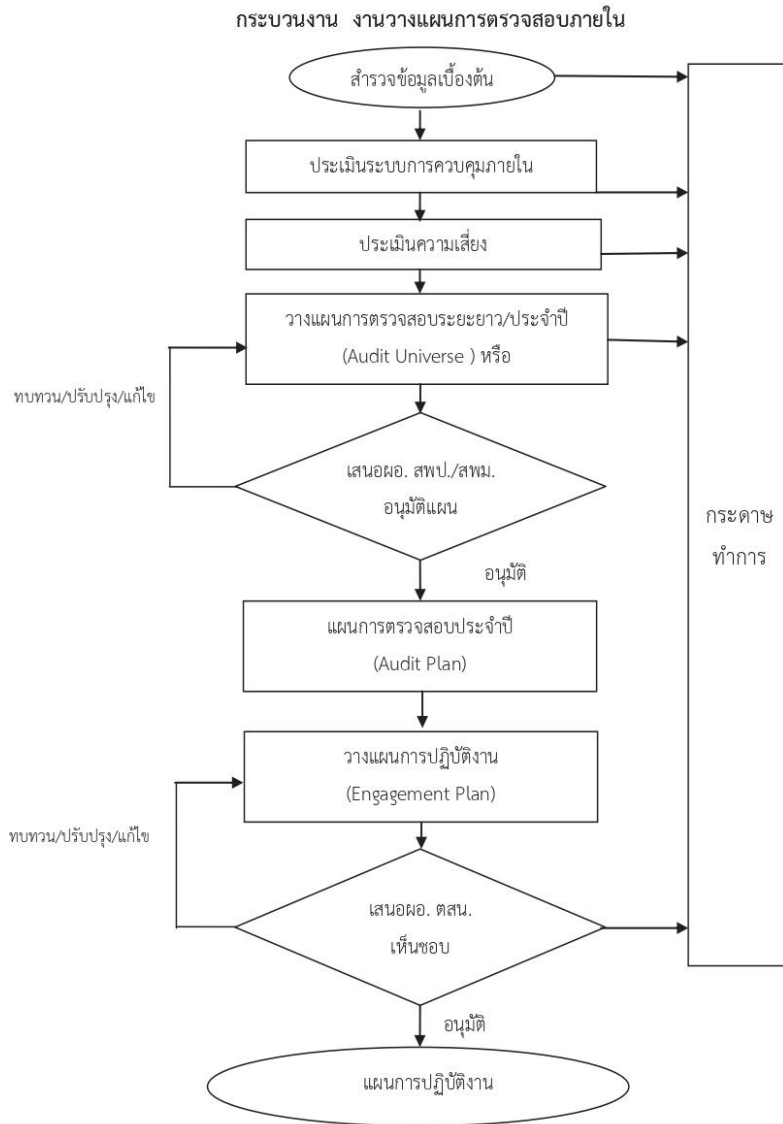 กระบวนงาน งานวางแผนการตรวจสอบภายใน
สำรวจข้อมูลเบื้องต้น
ประเมินระบบการควบคุมภายใน
ประเมินความเสี่ยง
วางแผนการตรวจสอบระยะยาว/ประจำปี
(Audit Universe ) หรือ
ทบทวน/ปรับปรุง/แก้ไข
เสนอผอ. สพป./สพม.
อนุมัติแผน
กระดาษ
ทำการ
อนุมัติ
แผนการตรวจสอบประจำปี
(Audit Plan)
วางแผนการปฏิบัติงาน
(Engagement Plan)
ทบทวน/ปรับปรุง/แก้ไข
เสนอผอ. ตสน.
เห็นชอบ
อนุมัติ
แผนการปฏิบัติงาน